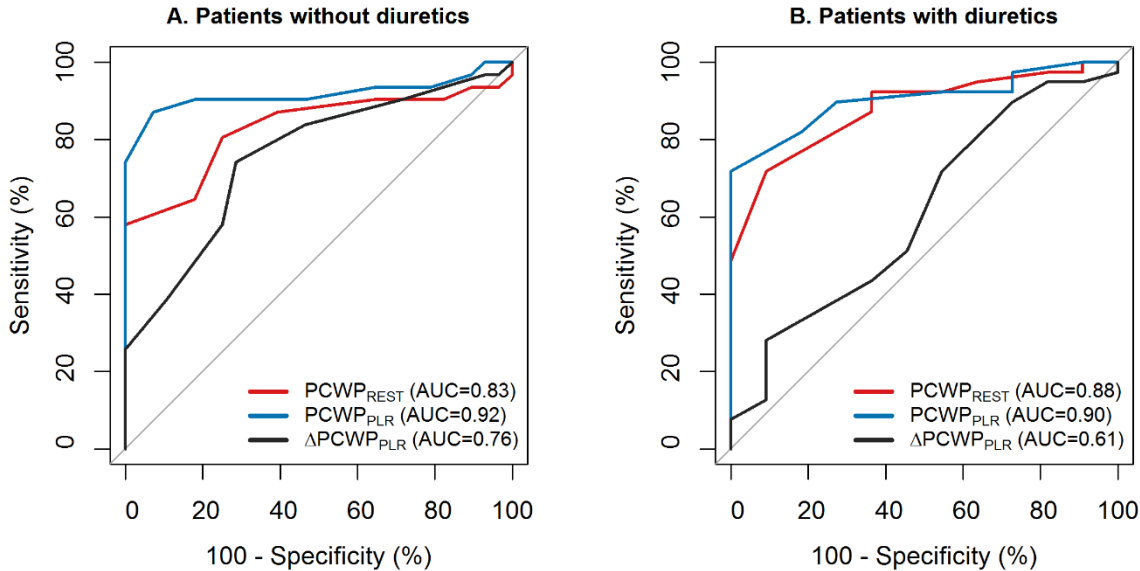 A. Patients without diuretics
Sensitivity (%)
100
80
60
40
20
0
PCWPREST (AUC=0.83)
PCWPPLR (AUC=0.92)
ΔPCWPPLR (AUC=0.76)
0 20 40 60 80 100
100 - Specificity (%)
B. Patients with diuretics
Sensitivity (%)
100
80
60
40
20
0
PCWPREST (AUC=0.88)
PCWPPLR (AUC=0.90)
ΔPCWPPLR (AUC=0.61)
0 20 40 60 80 100
100 - Specificity (%)